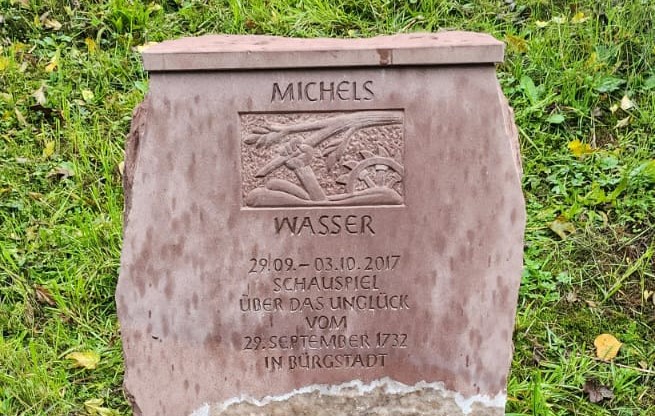 MICHELS
WASSER
29.09. – 03.10. 2017
SCHAUSPIEL
ÜBER DAS UNGLÜCK
VOM
29. SEPTEMBER 1732
IN BÜRGSTADT